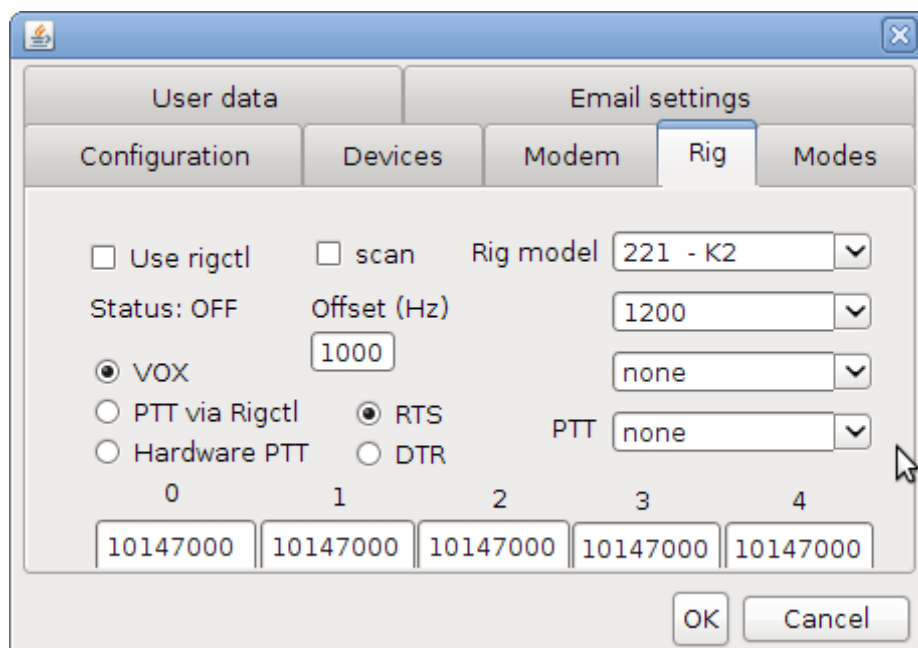 User data Email settings
Configuration Devices Modem Rig Modes
Use rigctl scan Rig model 221 - K2
Status: OFF Offset (Hz) 1200
1000
VOX none
PTT via Rigctl RTS PTT none
Hardware PTT DTR
0 1 2 3 4
10147000 10147000 10147000 10147000 10147000
OK Cancel